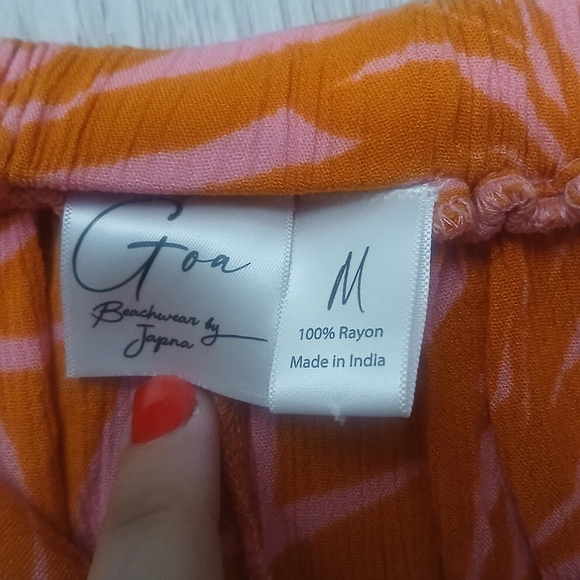 Goa
Beachwear by
Japna
M
100% Rayon
Made in India